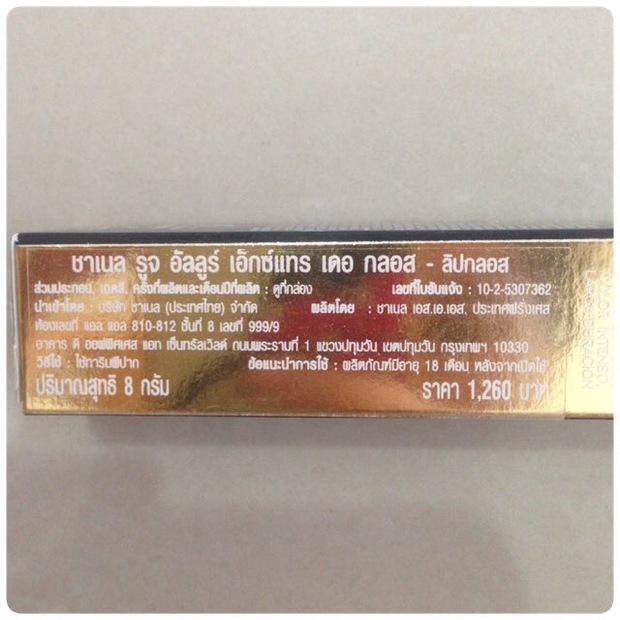 ชาเนล รูจ อัลลูร์ เอ็กซ์แทร เดอ กลอส - ลิปกลอส
ส่วนประกอบ, เฉดสี, ครั้งที่ผลิตและเดือนปีที่ผลิต : ดูที่กล่อง เลขที่ใบรับแจ้ง : 10-2-5307362
นำเข้าโดย : บริษัท ชาเนล (ประเทศไทย) จำกัด ผลิตโดย : ชาเนล เอส.เอ.เอส. ประเทศฝรั่งเศส
ห้องเลขที่ แอล แอล 810-812 ชั้นที่ 8 เลขที่ 999/9
อาคาร ดิ ออฟฟิศเศส แอท เซ็นทรัลเวิลด์ ถนนพระรามที่ 1 แขวงปทุมวัน เขตปทุมวัน กรุงเทพฯ 10330
วิธีใช้ : ใช้ทาริมฝีปาก ข้อแนะนำการใช้ : ผลิตภัณฑ์มีอายุ 18 เดือน หลังจากเปิดใช้
ปริมาณสุทธิ 8 กรัม ราคา 1,260 บาท
COLOR INTENSO